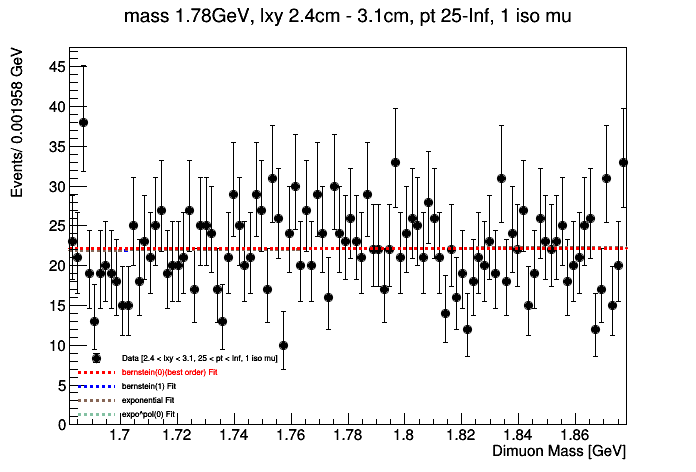 mass 1.78GeV, lxy 2.4cm - 3.1cm, pt 25-Inf, 1 iso mu
Events/ 0.001958 GeV
45
40
35
30
25
20
15
10
5
0
Data [2.4 < lxy < 3.1, 25 < pt < Inf, 1 iso mu]
bernstein(0)(best order) Fit
bernstein(1) Fit
exponential Fit
expo*pol(0) Fit
1.7 1.72 1.74 1.76 1.78 1.8 1.82 1.84 1.86
Dimuon Mass [GeV]